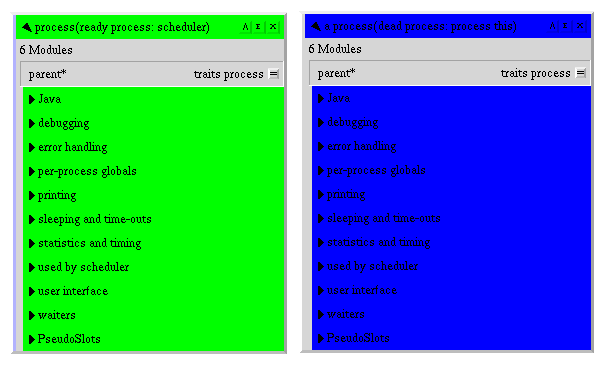 process(ready process: scheduler)
6 Modules
parent* traits process =
Java
debugging
error handling
per-process globals
printing
sleeping and time-outs
statistics and timing
used by scheduler
user interface
waiters
PseudoSlots
a process(dead process: process this)
6 Modules
parent* traits process =
Java
debugging
error handling
per-process globals
printing
sleeping and time-outs
statistics and timing
used by scheduler
user interface
waiters
PseudoSlots